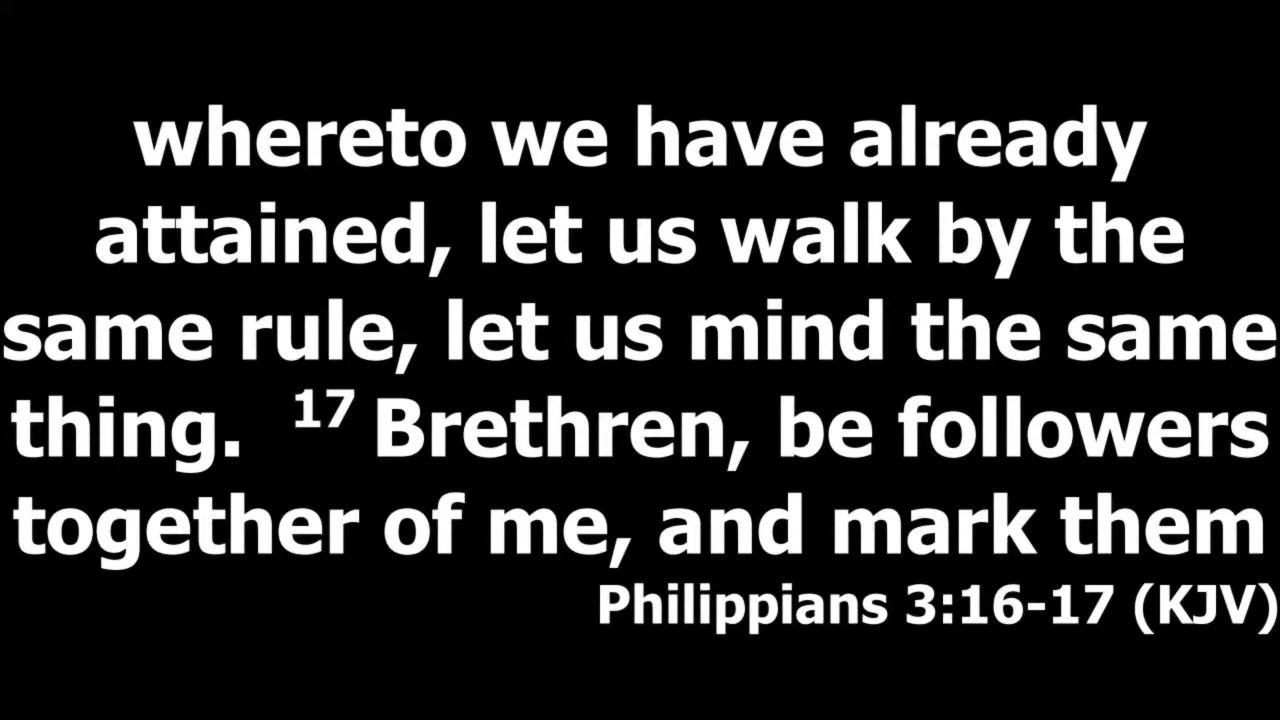 whereto we have already
attained, let us walk by the
same rule, let us mind the same
thing. 17 Brethren, be followers
together of me, and mark them
Philippians 3:16-17 (KJV)